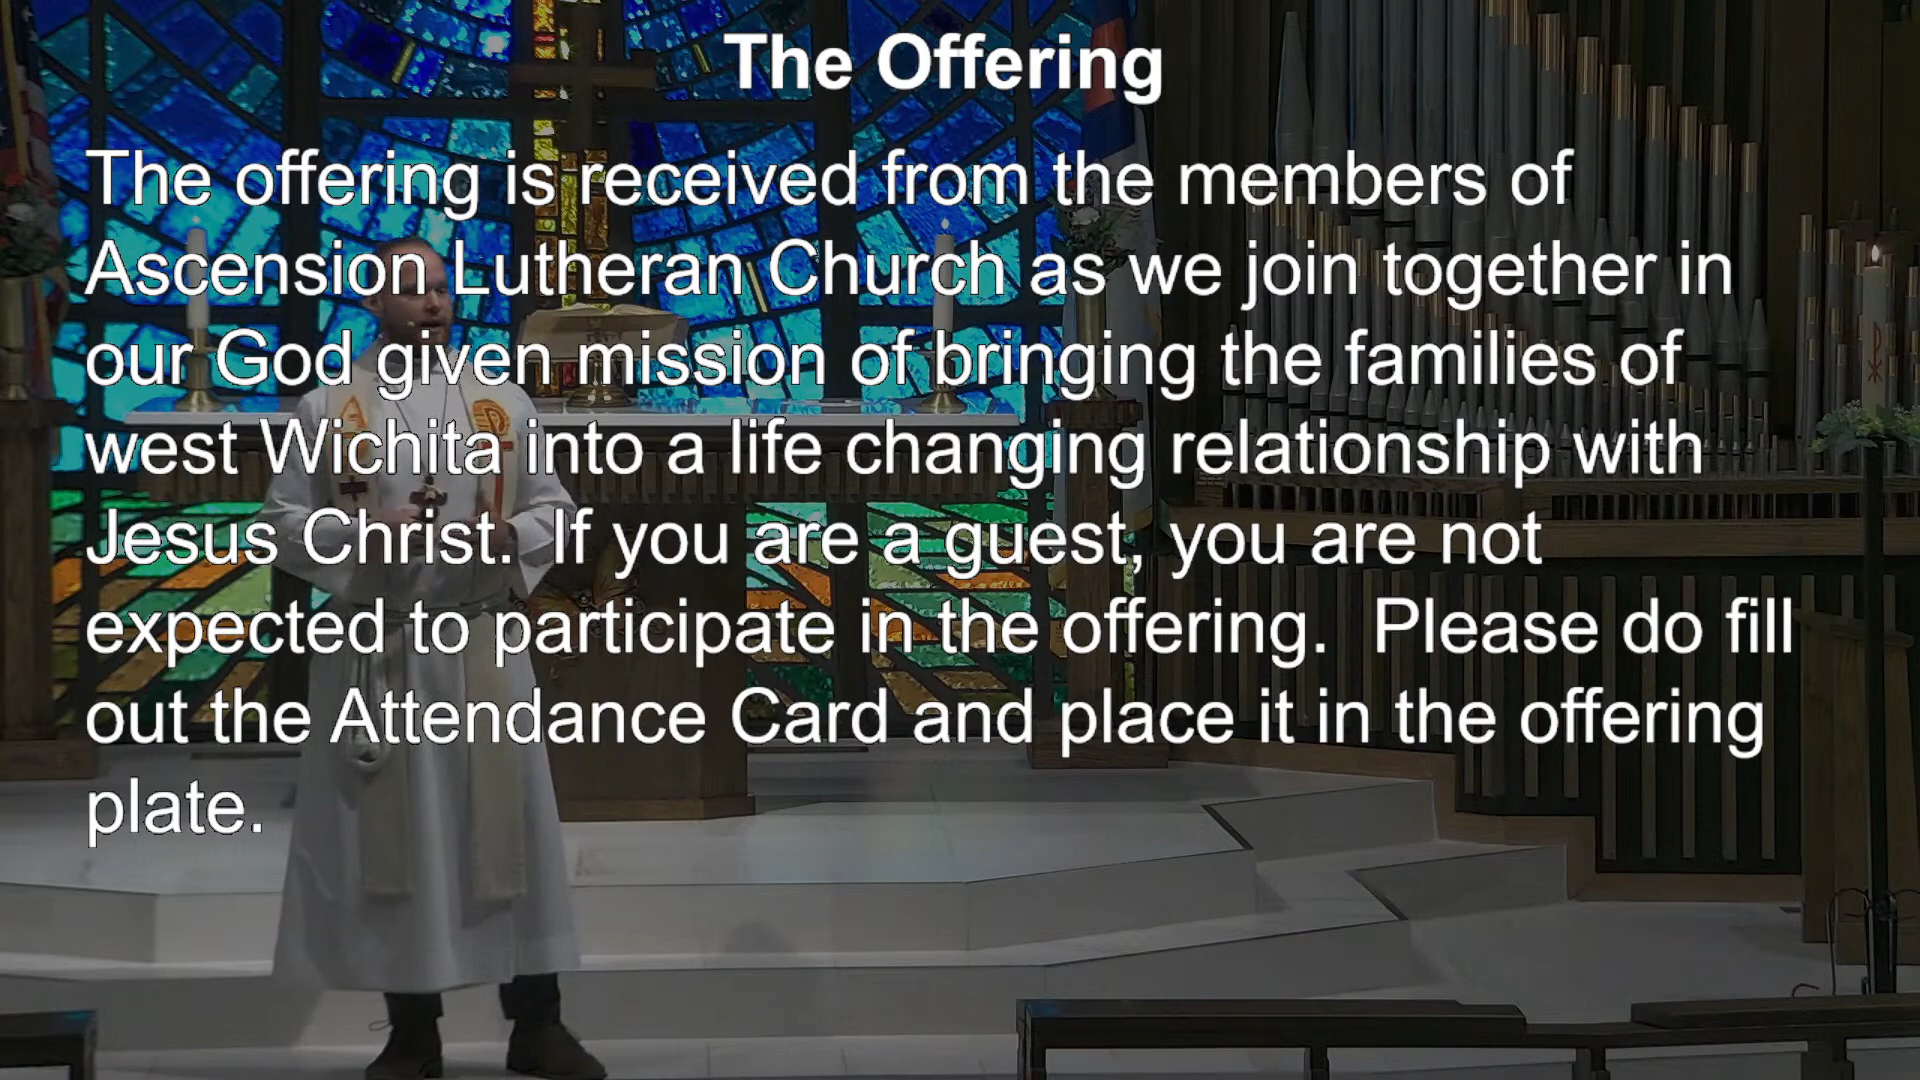 The Offering
The offering is received from the members of
Ascension Lutheran Church as we join together in
our God given mission of bringing the families of
west Wichita into a life changing relationship with
Jesus Christ.  If you are a guest, you are not
expected to participate in the offering.  Please do fill
out the Attendance Card and place it in the offering
plate.